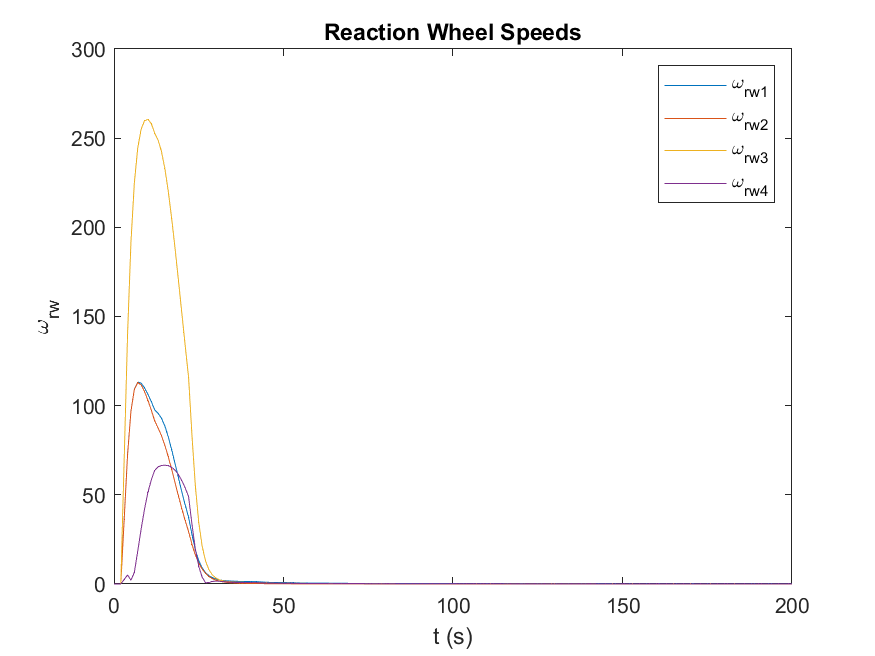 Reaction Wheel Speeds
300
250
200
150
100
50
0
ω_rw
ω_rw1
ω_rw2
ω_rw3
ω_rw4
0 50 100 150 200
t (s)